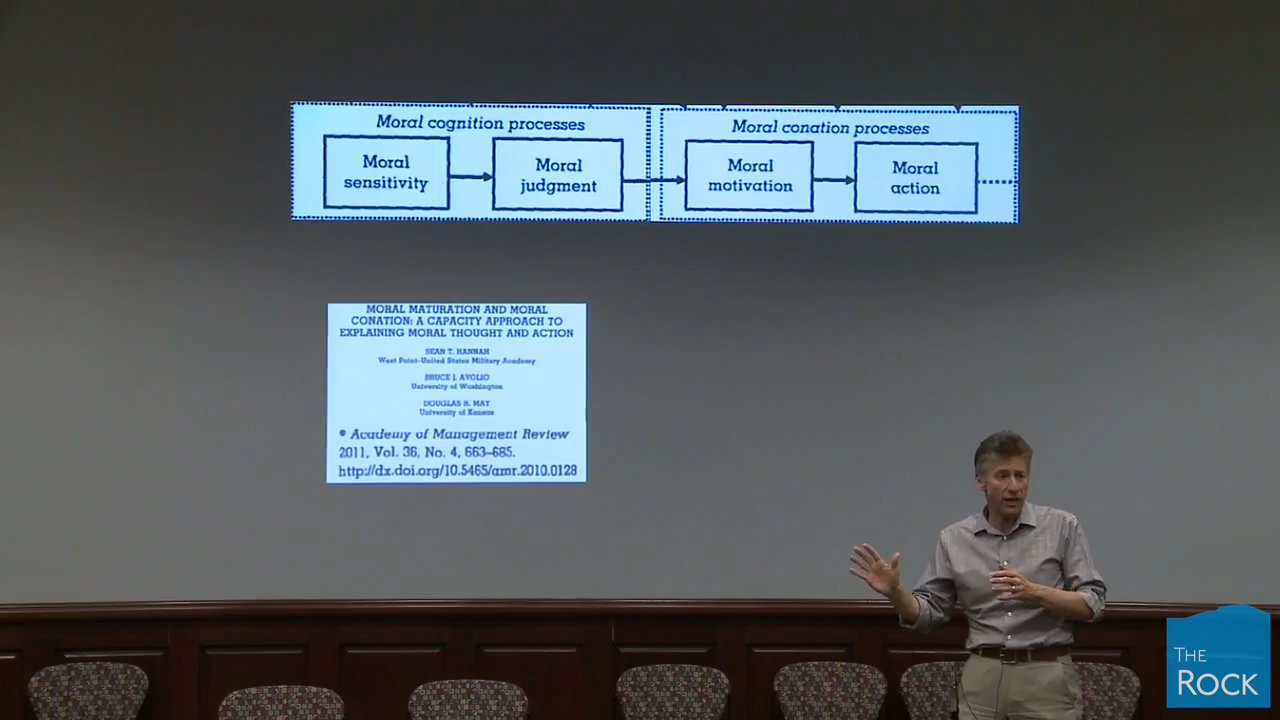 Moral cognition processes
Moral
sensitivity
Moral
judgment
Moral conation processes
Moral
motivation
Moral
action
MORAL MATURATION AND MORAL
CONATION: A CAPACITY APPROACH TO
EXPLAINING MORAL THOUGHT AND ACTION
SEAN T. HANNAH
West Point–United States Military Academy
BRUCE J. AVOLIO
University of Washington
DOUGLAS R. MAY
University of Kansas
• Academy of Management Review
2011, Vol. 36, No. 4, 663–685.
http://dx.doi.org/10.5465/amr.2010.0128
THE
ROCK